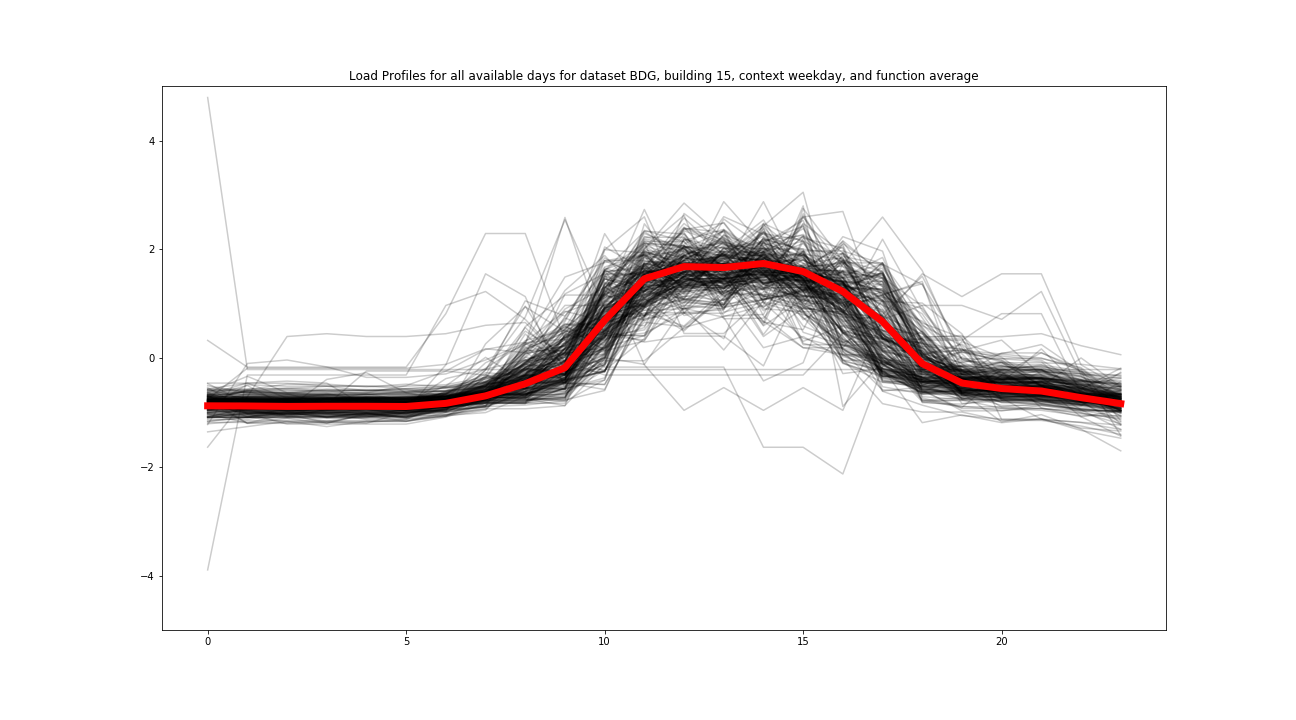 Load Profiles for all available days for dataset BDG, building 15, context weekday, and function average
4
2
0
−2
−4
0 5 10 15 20